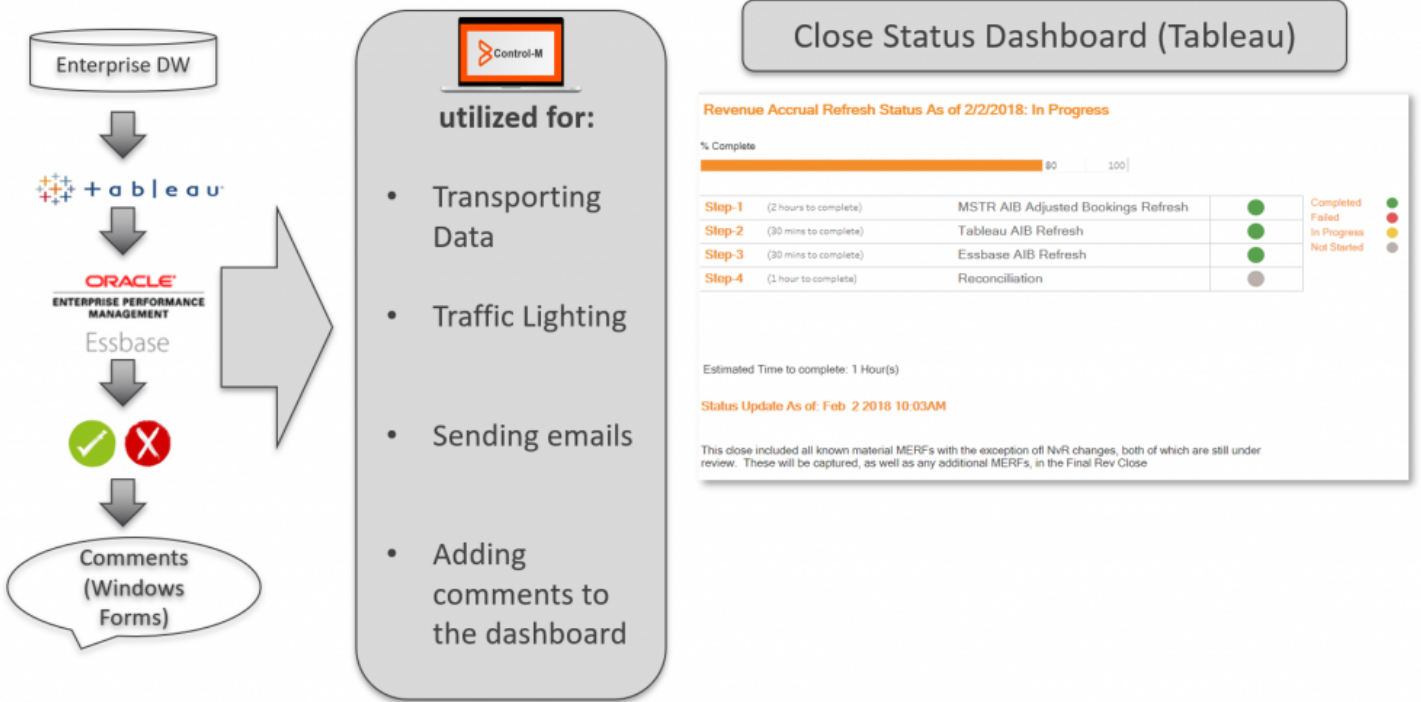 Enterprise DW
+ a b l e a u
ORACLE
ENTERPRISE PERFORMANCE
MANAGEMENT
Essbase
Comments
(Windows
Forms)
Control-M
utilized for:
• Transporting
Data
• Traffic Lighting
• Sending emails
• Adding
comments to
the dashboard
Close Status Dashboard (Tableau)
Revenue Accrual Refresh Status As of 2/2/2018: In Progress
% Complete
80 100
Step-1 (2 hours to complete) MSTR AIB Adjusted Bookings Refresh
Step-2 (30 mins to complete) Tableau AIB Refresh
Step-3 (30 mins to complete) Essbase AIB Refresh
Step-4 (1 hour to complete) Reconciliation
Completed
Failed
In Progress
Not Started
Estimated Time to complete: 1 Hour(s)
Status Update As of: Feb 2 2018 10:03AM
This close included all known material MERFs with the exception ofl NvR changes, both of which are still under
review. These will be captured, as well as any additional MERFs, in the Final Rev Close